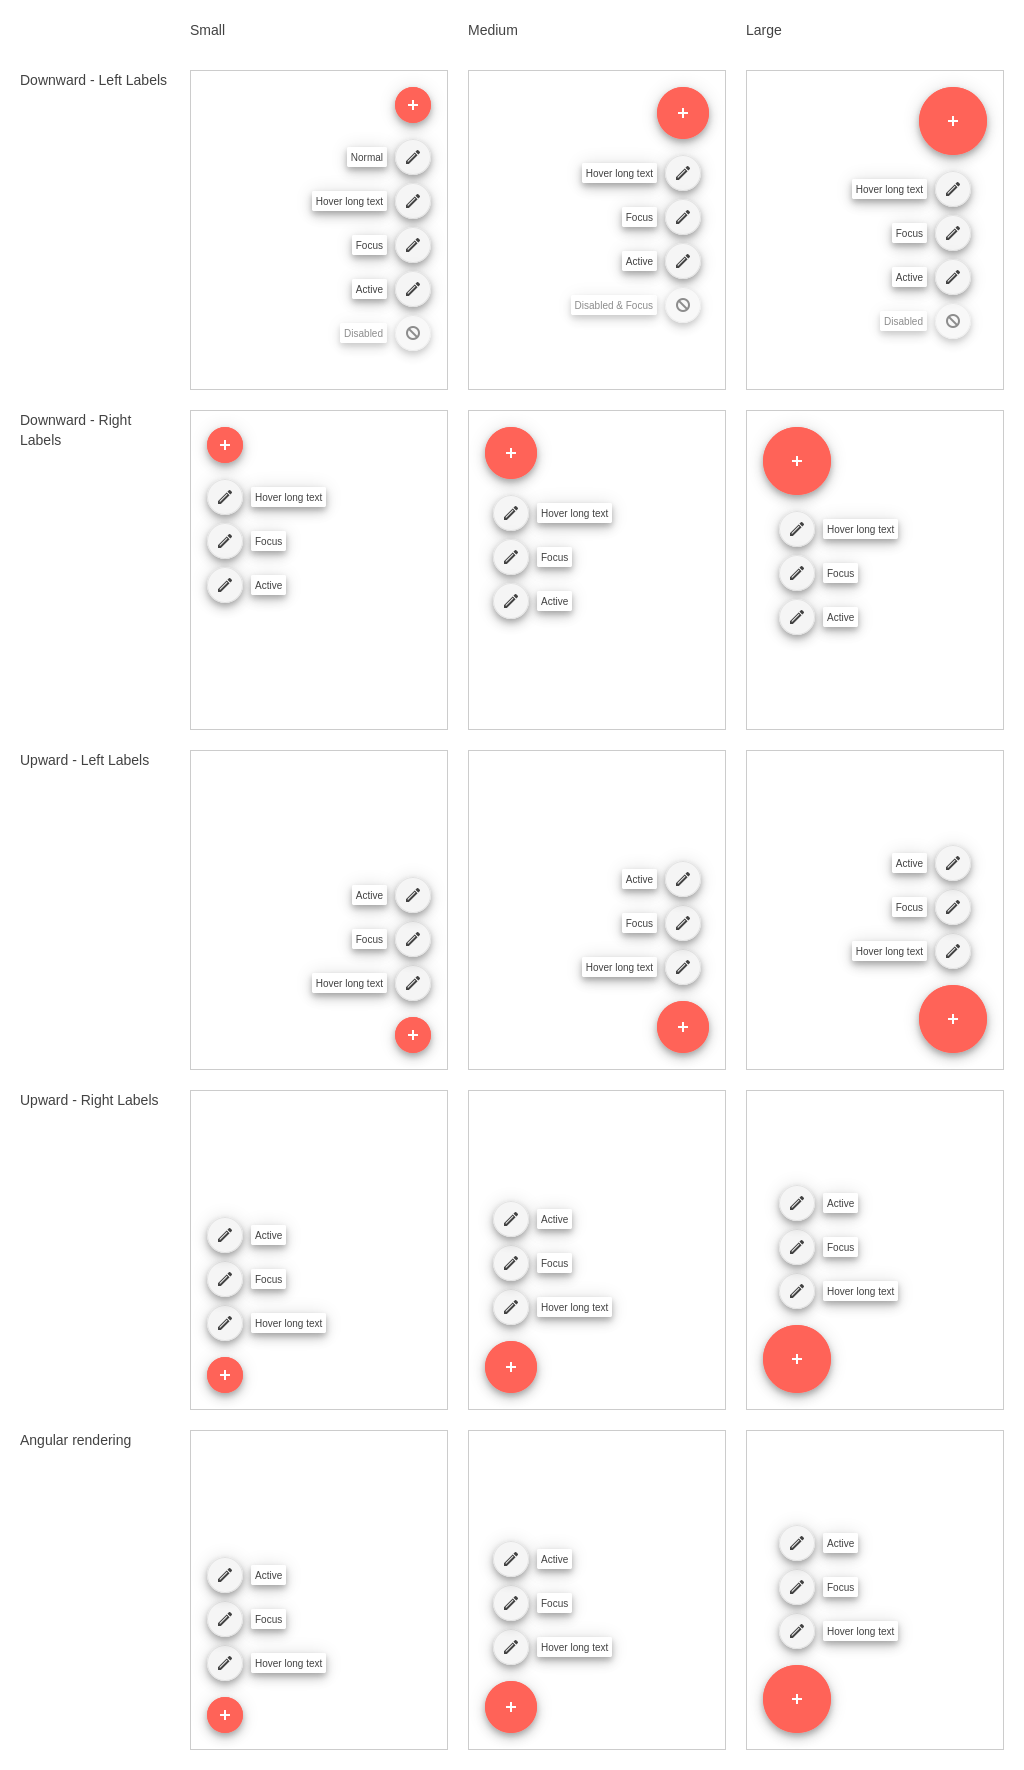 Small
Medium
Large
Downward - Left Labels
Normal
Hover long text
Focus
Active
Disabled
Hover long text
Focus
Active
Disabled & Focus
Hover long text
Focus
Active
Disabled
Downward - Right
Labels
Hover long text
Focus
Active
Hover long text
Focus
Active
Hover long text
Focus
Active
Upward - Left Labels
Active
Focus
Hover long text
Active
Focus
Hover long text
Active
Focus
Hover long text
Upward - Right Labels
Active
Focus
Hover long text
Active
Focus
Hover long text
Active
Focus
Hover long text
Angular rendering
Active
Focus
Hover long text
Active
Focus
Hover long text
Active
Focus
Hover long text